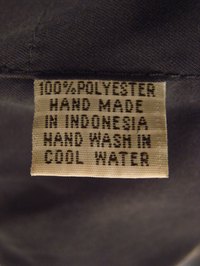 100%POLYESTER
HAND MADE
IN INDONESIA
HAND WASH IN
COOL WATER